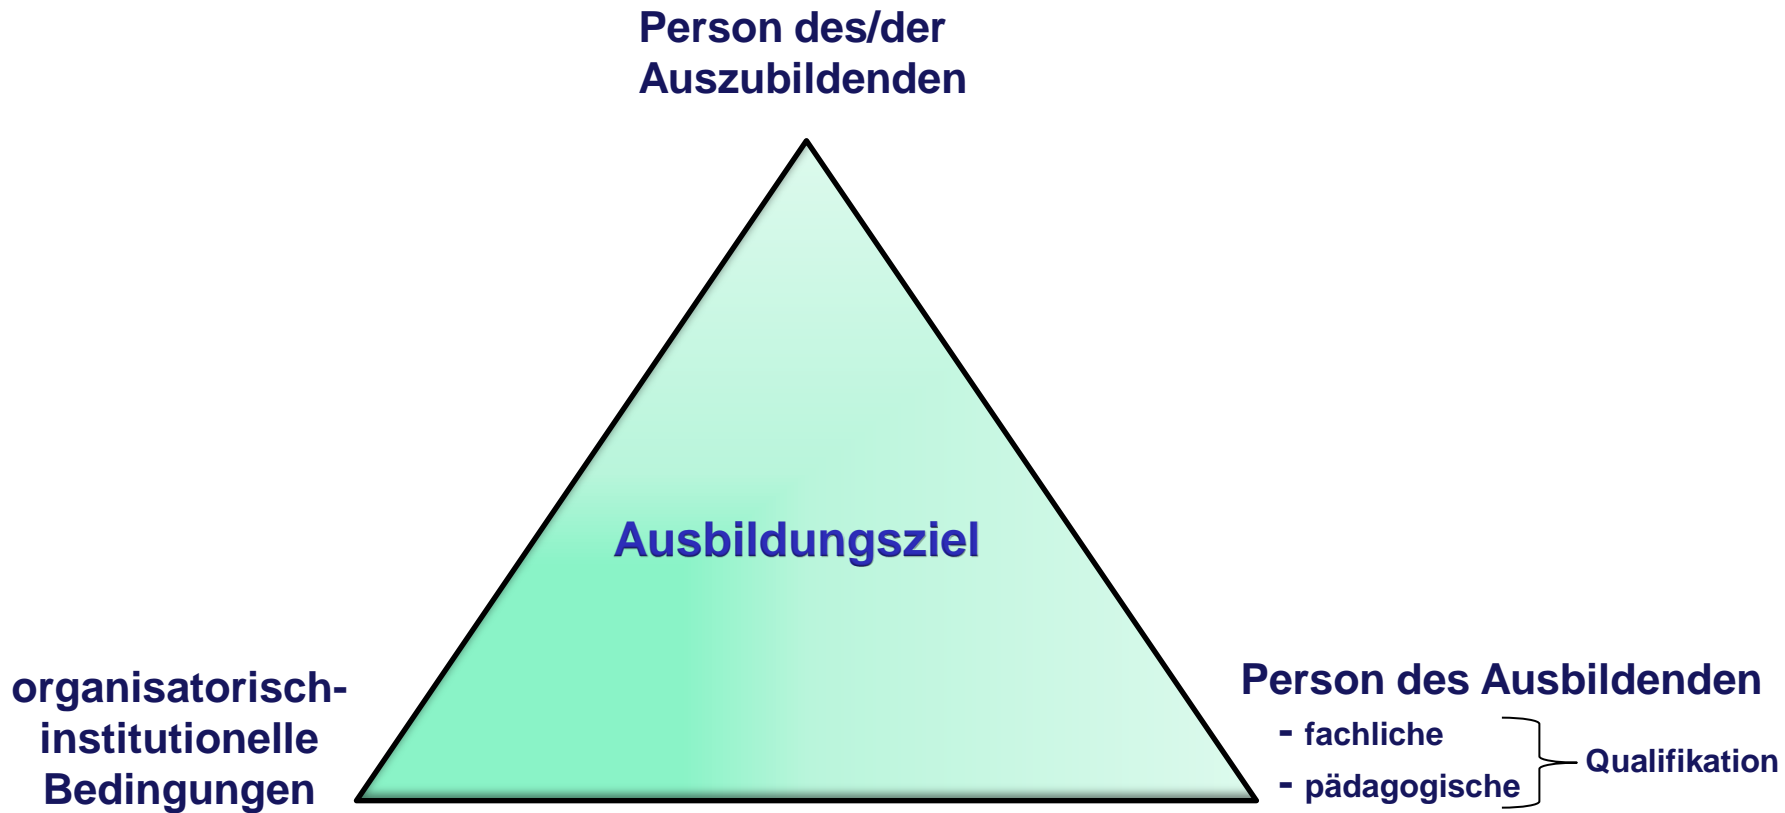 Person des/der
Auszubildenden
Ausbildungsziel
organisatorisch-
institutionelle
Bedingungen
Person des Ausbildenden
- fachliche
- pädagogische
Qualifikation